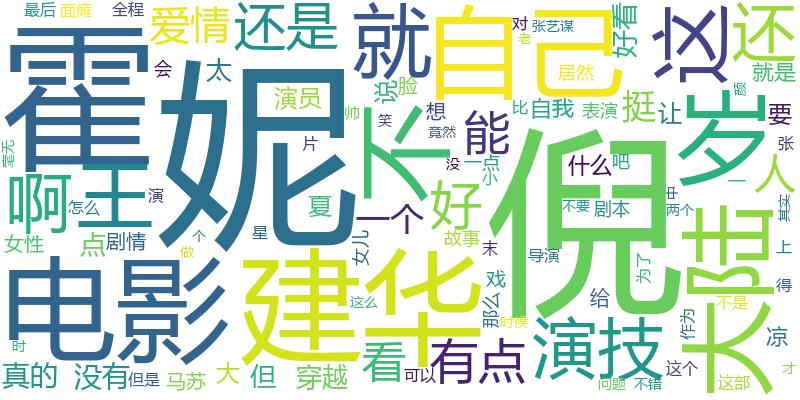 最后
面瘫
全程
爱情
还是
就
自己
对
老
张艺谋
好看
这
还
霍
妮
会
太
演员
说
脸
居然
就是
帅
想
比
自我
表演
挺
让
颜
要
笑
竟然
不
能
岁
毫无
片
没
一点
小
什么
吧
张
人
啊
王
怎么
演
夏
一个
好
倪
不要
剧本
一
中
两个
其实
女性
点
剧情
个
星
女儿
故事
末
导演
大陆
上
做
电影
建华
戏
为了
得
那么
给
这么
时候
作为
不是
凉
时
看
有点
演技
真的
没有
但是
马苏
大
但
穿越
可以
问题
不错
这个
这部
才